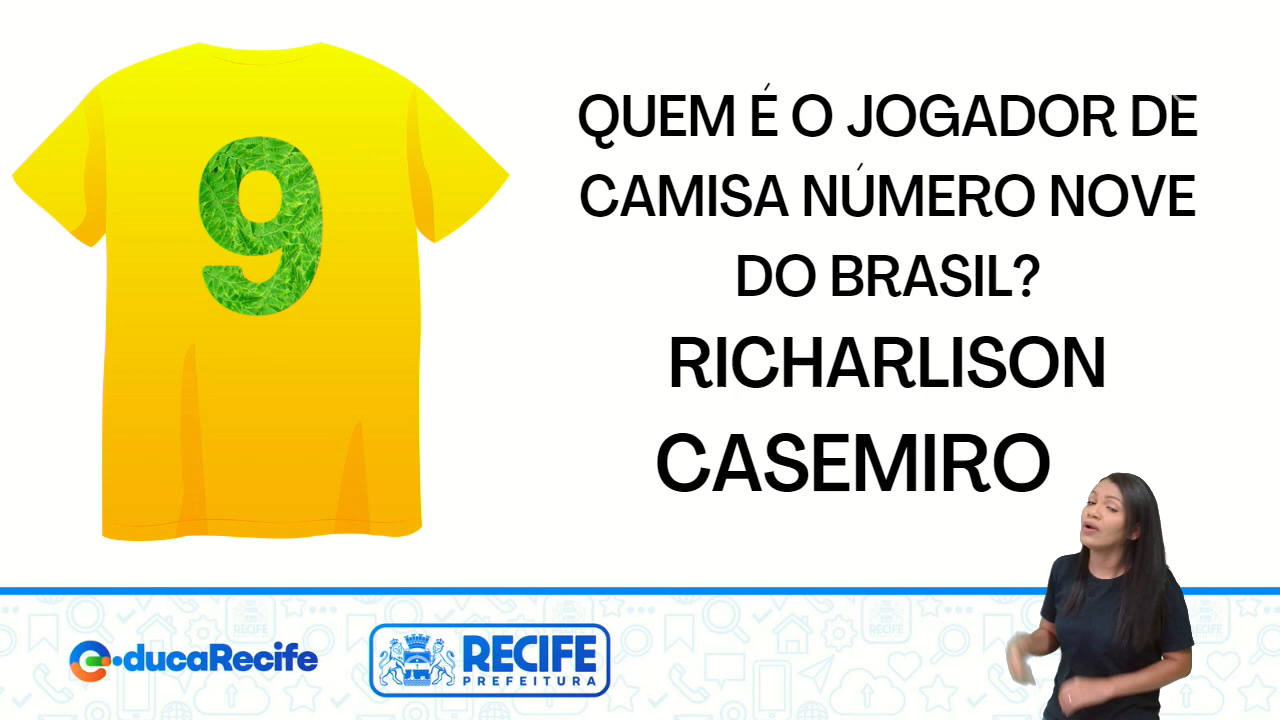 9
QUEM É O JOGADOR DE
CAMISA NÚMERO NOVE
DO BRASIL?
RICHARLISON
CASEMIRO
educaRecife
RECIFE
PREFEITURA